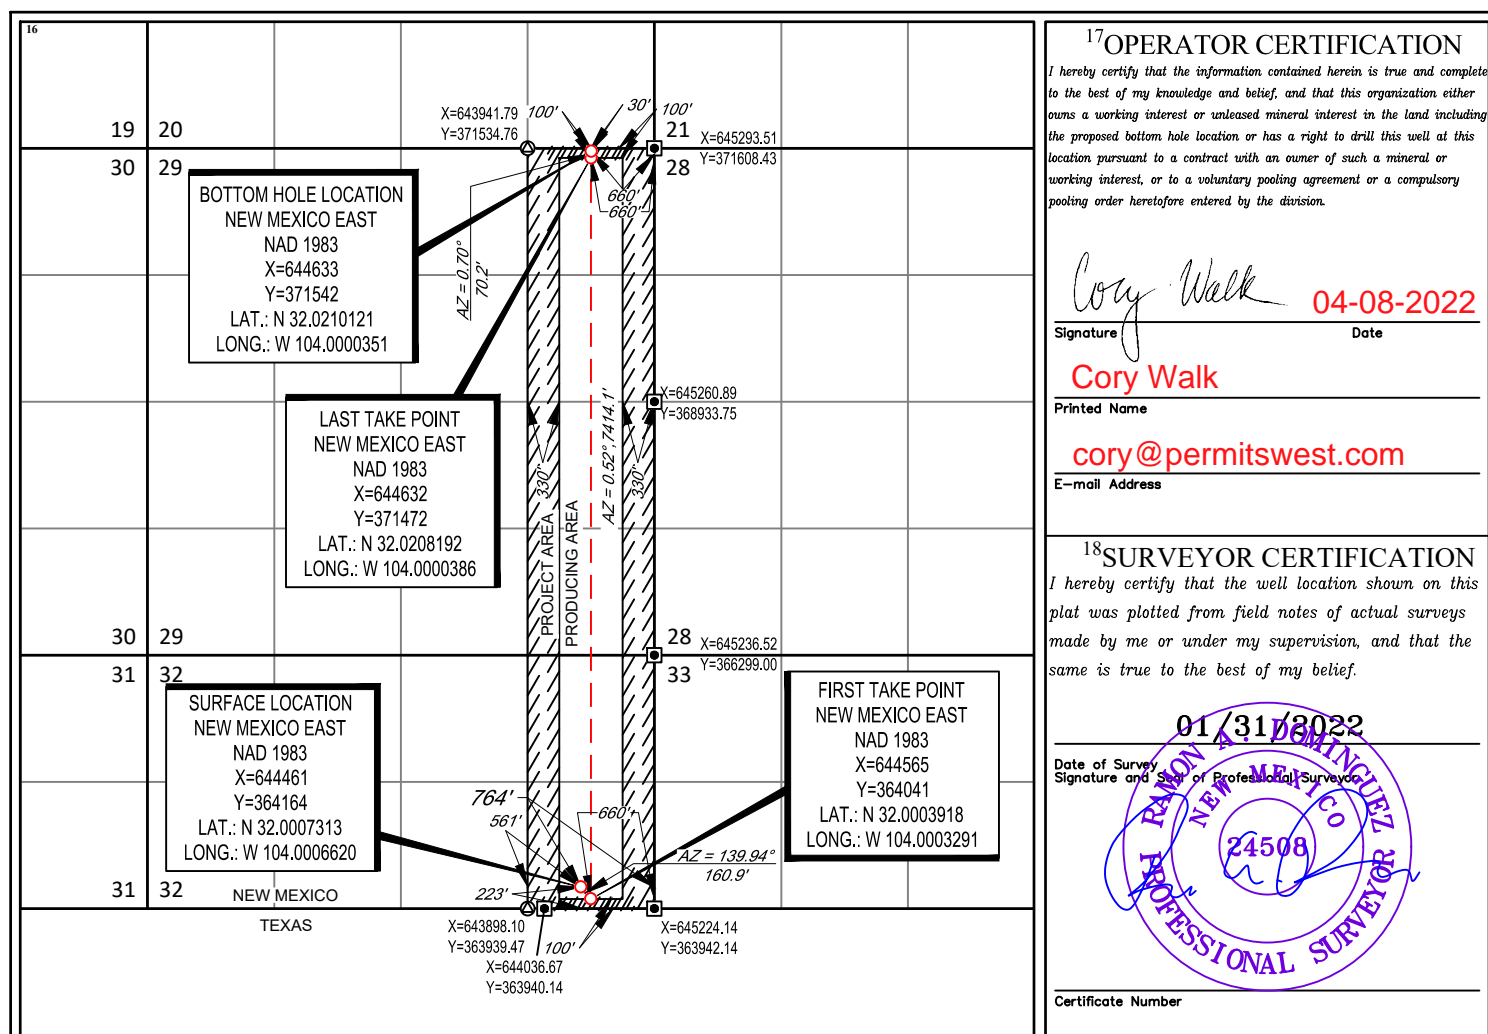 16
19 20
30 29
21
28
X=643941.79
Y=371534.76
100'
30'
100'
X=645293.51
Y=371608.43
BOTTOM HOLE LOCATION
NEW MEXICO EAST
NAD 1983
X=644633
Y=371542
LAT.: N 32.0210121
LONG.: W 104.0000351
660'
660'
AZ = 0.70°
70.2'
LAST TAKE POINT
NEW MEXICO EAST
NAD 1983
X=644632
Y=371472
LAT.: N 32.0208192
LONG.: W 104.0000386
X=645260.89
Y=368933.75
330'
330'
AZ = 0.52°,7414.1'
PROJECT AREA
PRODUCING AREA
30 29
31 32
28
33
X=645236.52
Y=366299.00
SURFACE LOCATION
NEW MEXICO EAST
NAD 1983
X=644461
Y=364164
LAT.: N 32.0007313
LONG.: W 104.0006620
FIRST TAKE POINT
NEW MEXICO EAST
NAD 1983
X=644565
Y=364041
LAT.: N 32.0003918
LONG.: W 104.0003291
764'
561'
660'
AZ = 139.94°
160.9'
223'
31 32
NEW MEXICO
TEXAS
X=643898.10
Y=363939.47
100'
X=644036.67
Y=363940.14
X=645224.14
Y=363942.14
17OPERATOR CERTIFICATION
I hereby certify that the information contained herein is true and complete
to the best of my knowledge and belief, and that this organization either
owns a working interest or unleased mineral interest in the land including
the proposed bottom hole location or has a right to drill this well at this
location pursuant to a contract with an owner of such a mineral or
working interest, or to a voluntary pooling agreement or a compulsory
pooling order heretofore entered by the division.
Cory Walk
04-08-2022
Signature Date
Cory Walk
Printed Name
cory@permitswest.com
E-mail Address
18SURVEYOR CERTIFICATION
I hereby certify that the well location shown on this
plat was plotted from field notes of actual surveys
made by me or under my supervision, and that the
same is true to the best of my belief.
01/31/2022
Date of Survey
Signature and Seal of Professional Surveyor
RAMON A. DOMINGUEZ
NEW MEXICO
24508
PROFESSIONAL SURVEYOR
Certificate Number